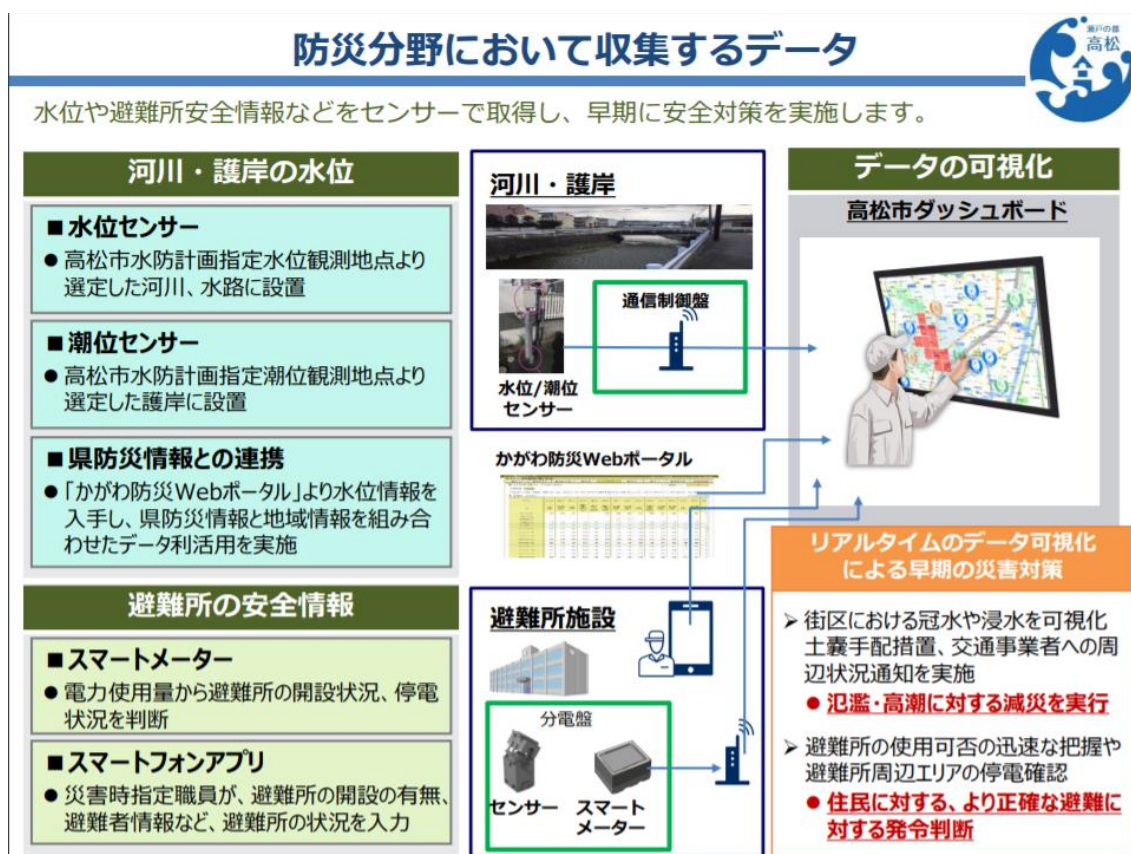 防災分野において収集するデータ
瀬戸の都
高松
水位や避難所安全情報などをセンサーで取得し、早期に安全対策を実施します。
河川・護岸の水位
■水位センサー
● 高松市水防計画指定水位観測地点より
選定した河川、水路に設置
■潮位センサー
● 高松市水防計画指定潮位観測地点より
選定した護岸に設置
■県防災情報との連携
● 「かがわ防災Webポータル」より水位情報を
入手し、県防災情報と地域情報を組み合
わせたデータ利活用を実施
避難所の安全情報
■スマートメーター
● 電力使用量から避難所の開設状況、停電
状況を判断
■スマートフォンアプリ
● 災害時指定職員が、避難所の開設の有無、
避難者情報など、避難所の状況を入力
河川・護岸
通信制御盤
水位/潮位
センサー
かがわ防災Webポータル
避難所施設
分電盤
センサー
スマート
メーター
データの可視化
高松市ダッシュボード
リアルタイムのデータ可視化
による早期の災害対策
➢ 街区における冠水や浸水を可視化
土嚢手配措置、交通事業者への周
辺状況通知を実施
● 氾濫・高潮に対する減災を実行
➢ 避難所の使用可否の迅速な把握や
避難所周辺エリアの停電確認
● 住民に対する、より正確な避難に
対する発令判断